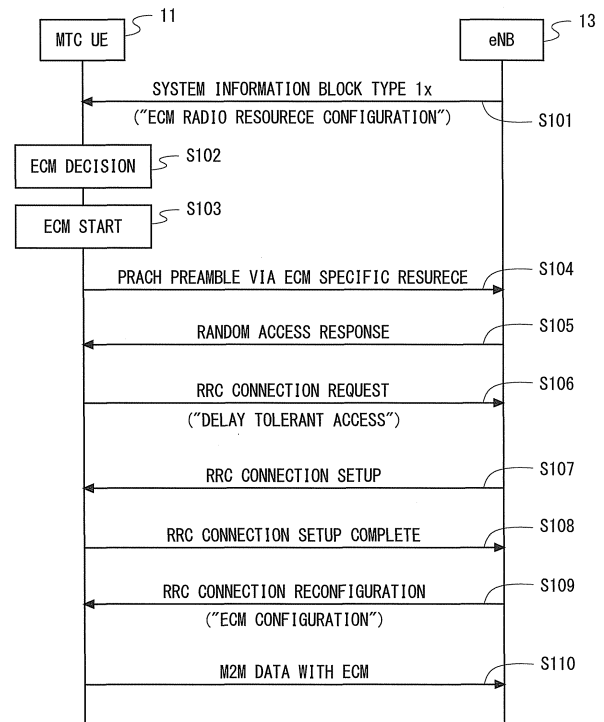 MTC UE
11
eNB
13
SYSTEM INFORMATION BLOCK TYPE 1x
("ECM RADIO RESOURECE CONFIGURATION")
S101
ECM DECISION
S102
ECM START
S103
PRACH PREAMBLE VIA ECM SPECIFIC RESURECE
S104
RANDOM ACCESS RESPONSE
S105
RRC CONNECTION REQUEST
("DELAY TOLERANT ACCESS")
S106
RRC CONNECTION SETUP
S107
RRC CONNECTION SETUP COMPLETE
S108
RRC CONNECTION RECONFIGURATION
("ECM CONFIGURATION")
S109
M2M DATA WITH ECM
S110